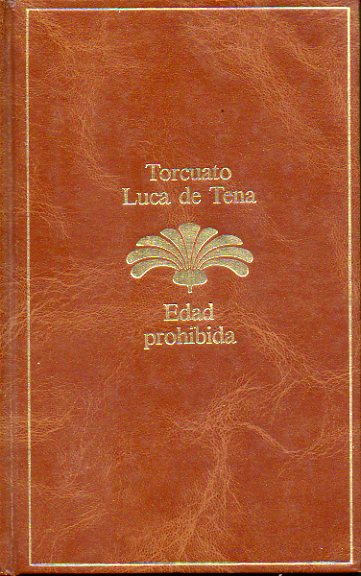 Torcuato
Luca de Tena
Edad
prohibida